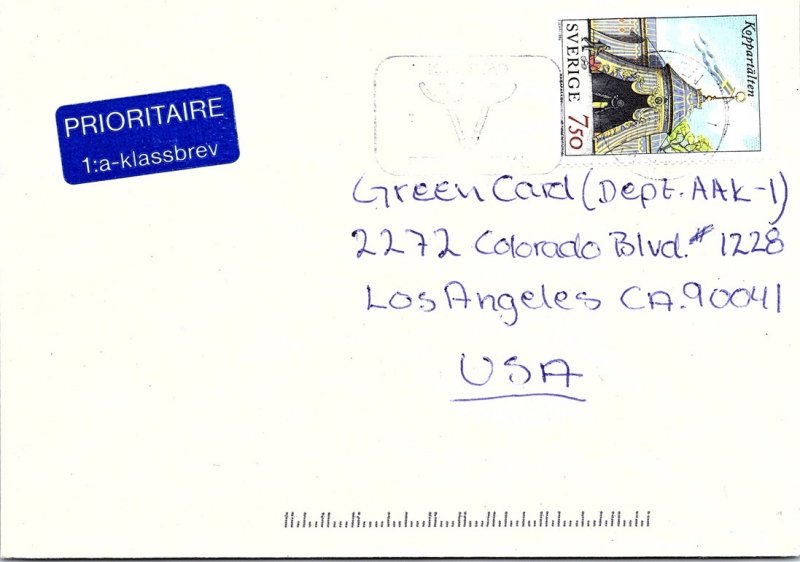 PRIORITAIRE
1:a-klassbrev
Koppartälten
SVERIGE 750
Green Card (Dept. AAK-1)
2272 Colorado Blvd. # 1228
Los Angeles CA. 90041
USA